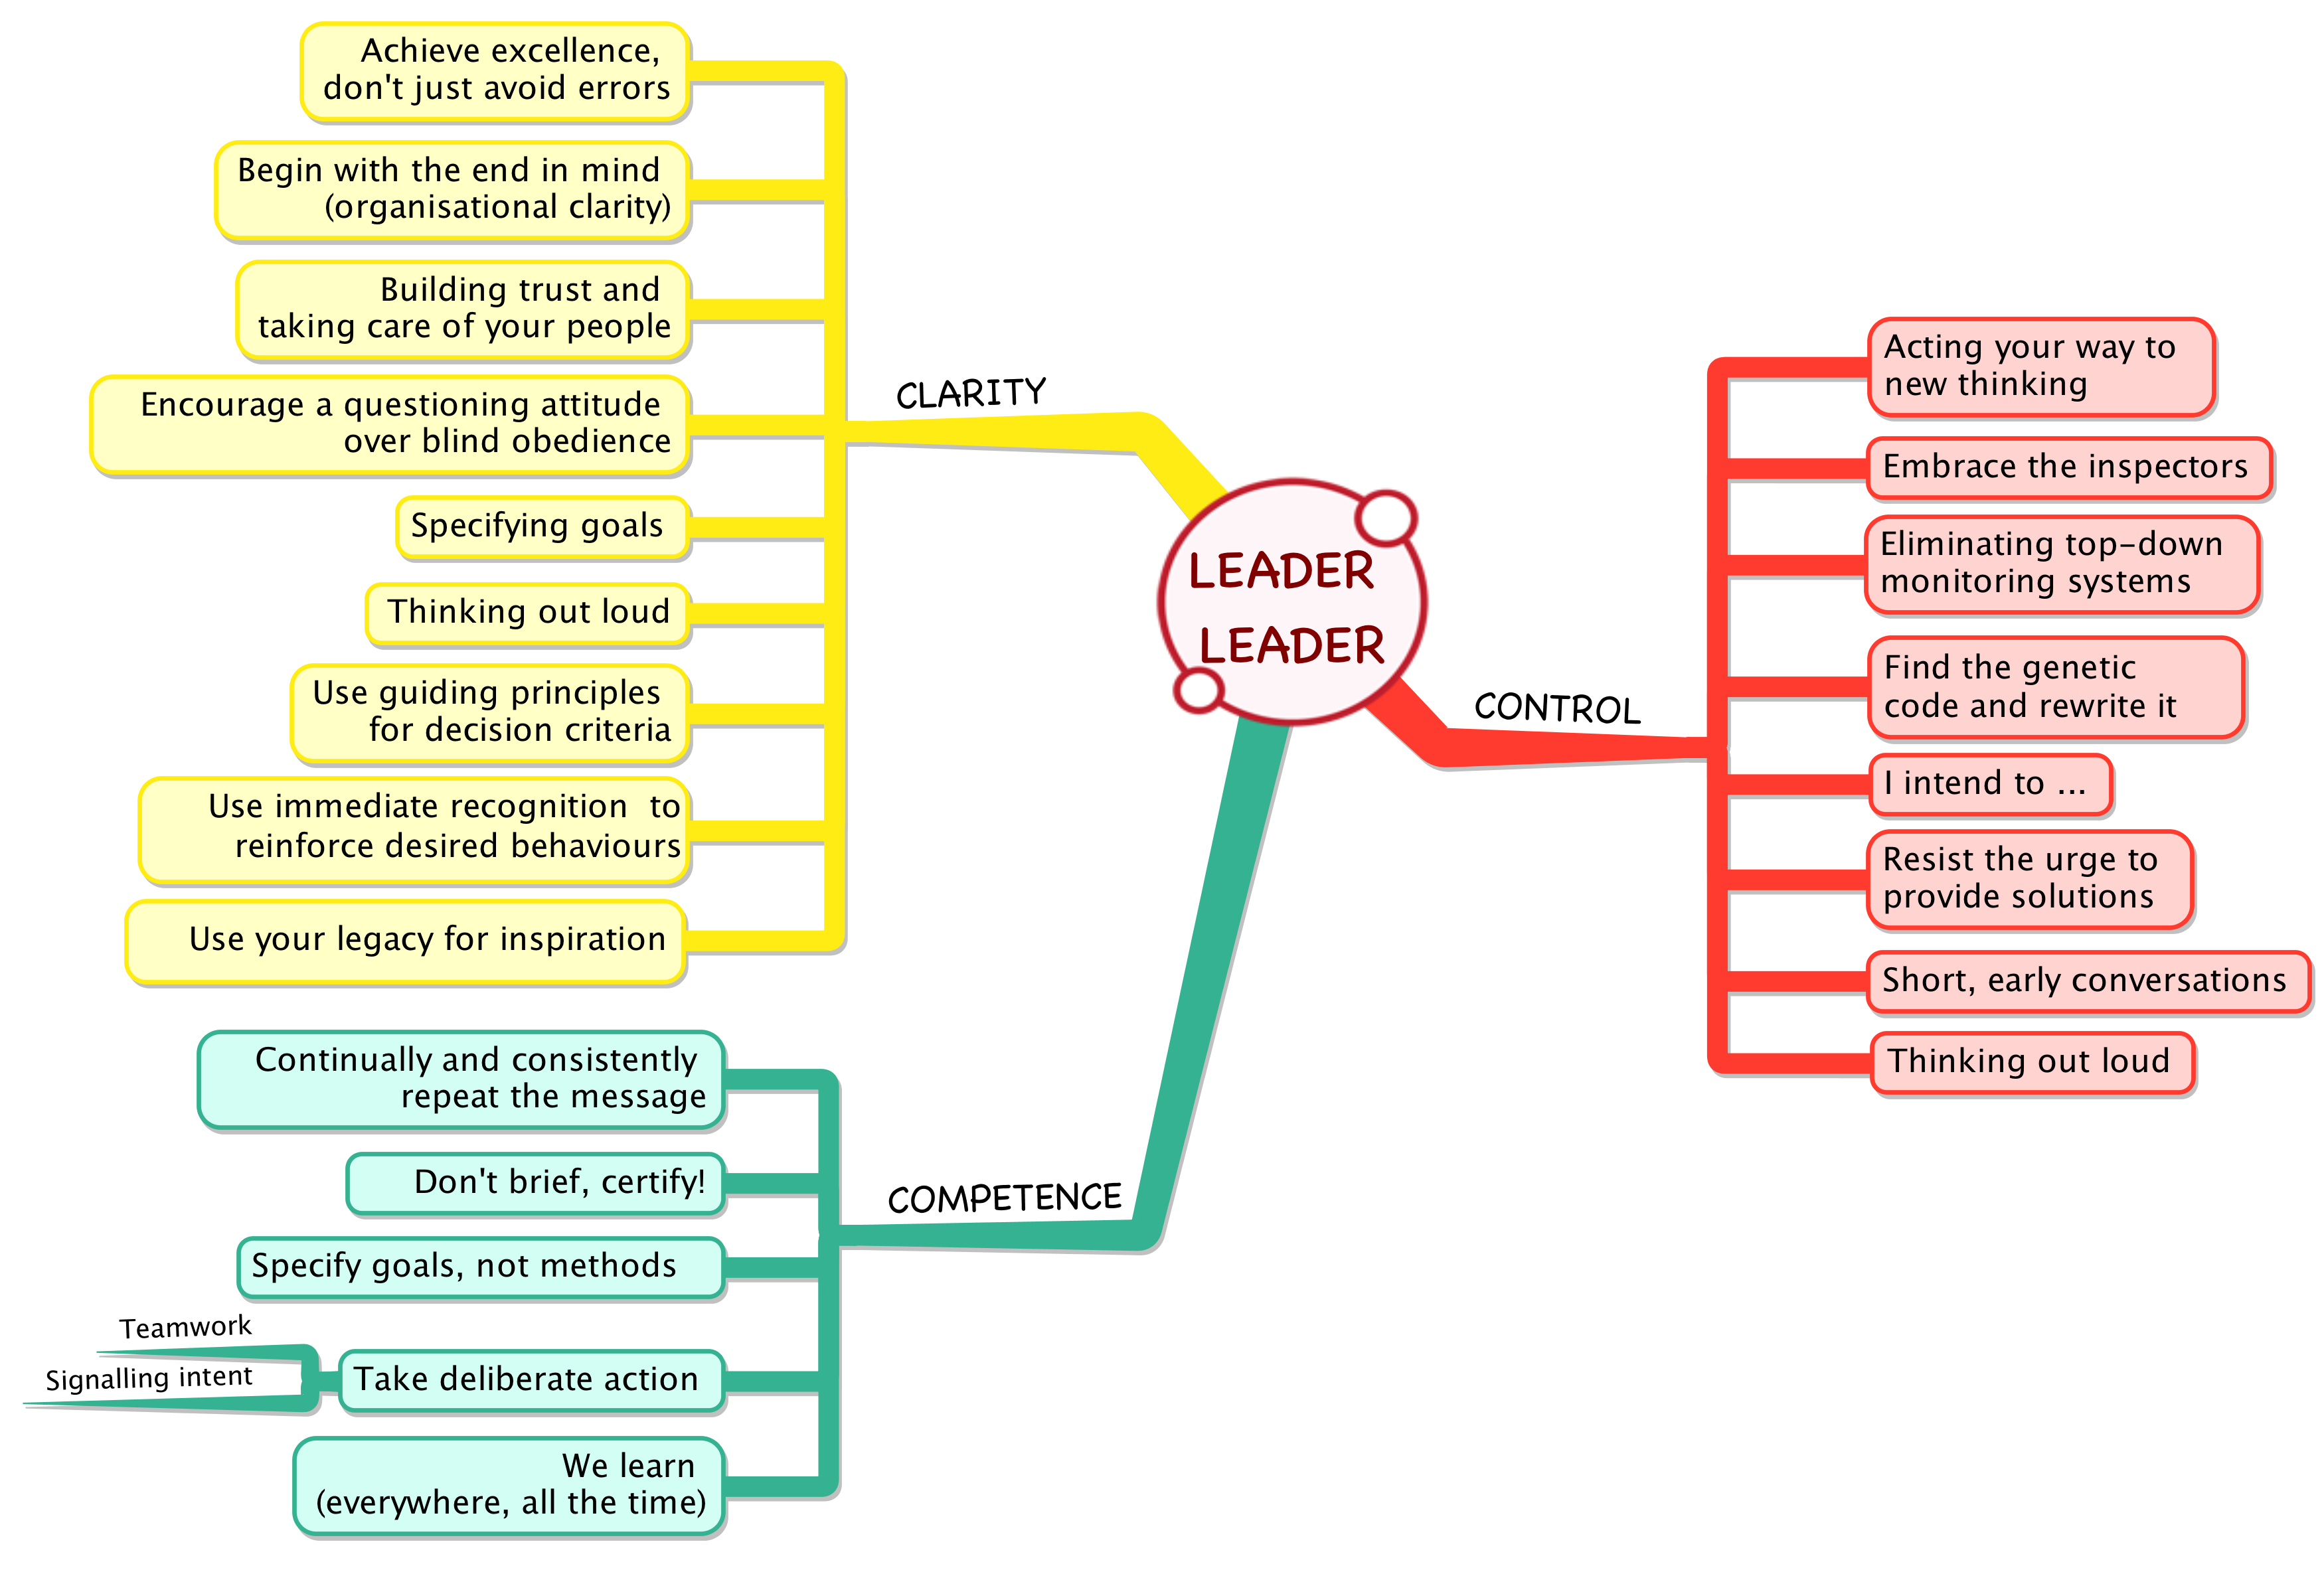 LEADER
LEADER
CLARITY
Achieve excellence,
don't just avoid errors
Begin with the end in mind
(organisational clarity)
Building trust and
taking care of your people
Encourage a questioning attitude
over blind obedience
Specifying goals
Thinking out loud
Use guiding principles
for decision criteria
Use immediate recognition  to
reinforce desired behaviours
Use your legacy for inspiration
COMPETENCE
Continually and consistently
repeat the message
Don't brief, certify!
Specify goals, not methods
Take deliberate action
Teamwork
Signalling intent
We learn
(everywhere, all the time)
CONTROL
Acting your way to
new thinking
Embrace the inspectors
Eliminating top-down
monitoring systems
Find the genetic
code and rewrite it
I intend to ...
Resist the urge to
provide solutions
Short, early conversations
Thinking out loud